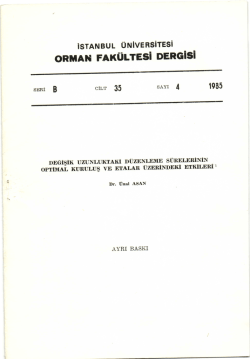 İSTANBUL ÜNİVERSİTESİ
ORMAN FAKÜLTESİ DERGİSİ
SERİ B CİLT 35 SAYI 4 1985
DEĞİŞİK UZUNLUKTAKİ DÜZENLEME SÜRELERİNİN
OPTİMAL KURULUŞ VE ETALAR ÜZERİNDEKİ ETKİLERİ¹
Dr. Ünal ASAN
AYRI BASKI